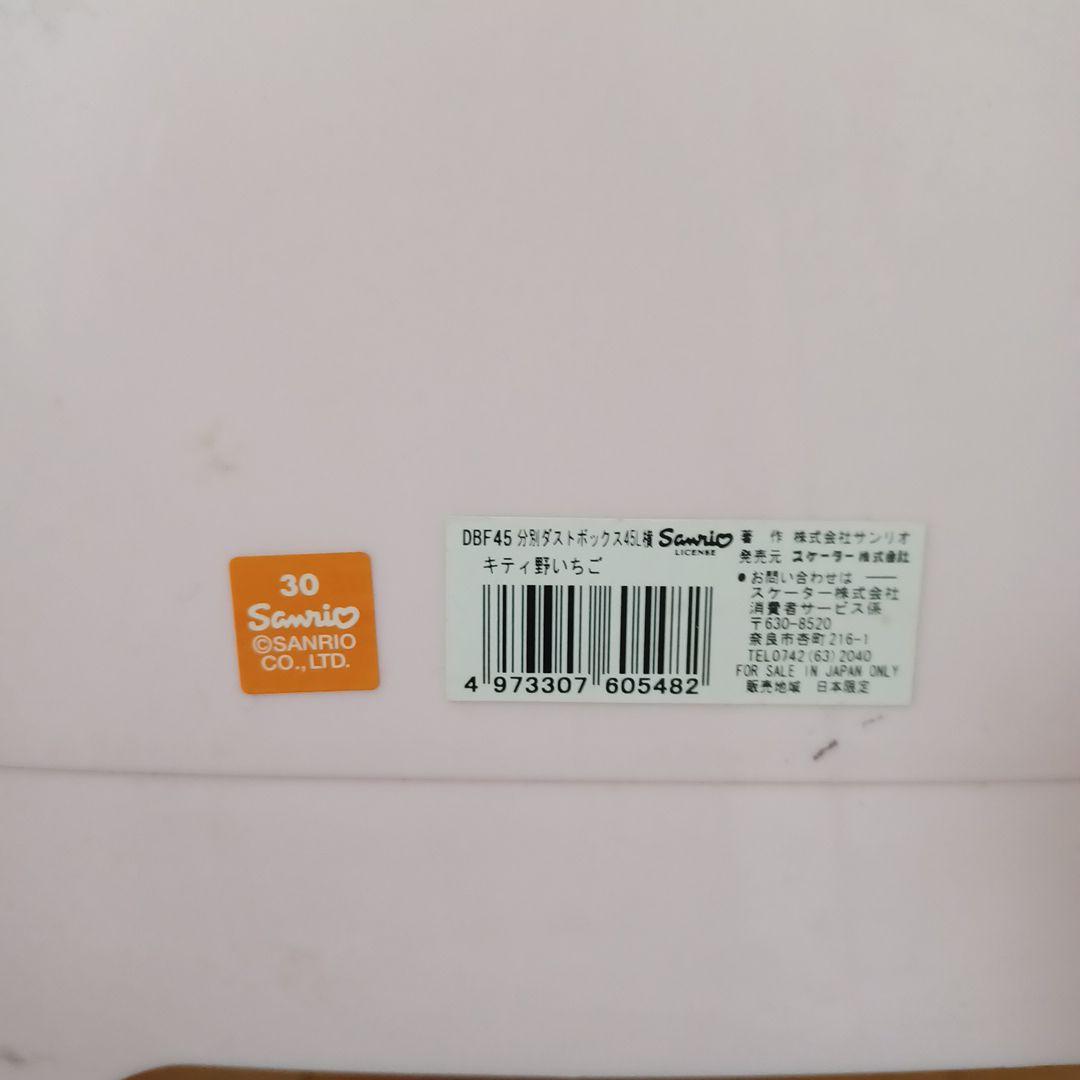 30
Sanrio
©SANRIO
CO.,LTD.
DBF45 分別ダストボックス45L横
キティ野いちご
Sanrio
LICENSE
4 973307 605482
著 作 株式会社サンリオ
発売元 スケーター株式会社
●お問い合わせは
スケーター株式会社
消費者サービス係
〒630-8520
奈良市杏町216-1
TEL0742(63)2040
FOR SALE IN JAPAN ONLY
販売地域 日本限定